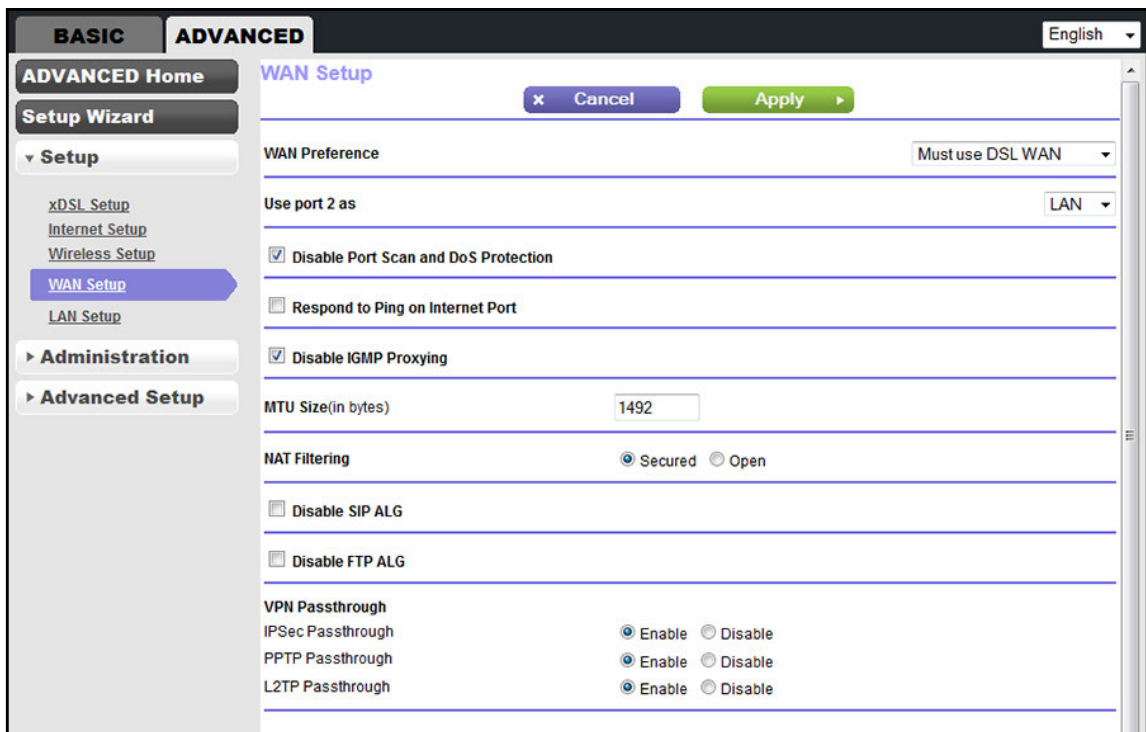 BASIC ADVANCED English
ADVANCED Home
Setup Wizard
Setup
xDSL Setup
Internet Setup
Wireless Setup
WAN Setup
LAN Setup
Administration
Advanced Setup
WAN Setup
x Cancel Apply
WAN Preference Must use DSL WAN
Use port 2 as LAN
Disable Port Scan and DoS Protection
Respond to Ping on Internet Port
Disable IGMP Proxying
MTU Size(in bytes) 1492
NAT Filtering Secured Open
Disable SIP ALG
Disable FTP ALG
VPN Passthrough
IPSec Passthrough Enable Disable
PPTP Passthrough Enable Disable
L2TP Passthrough Enable Disable